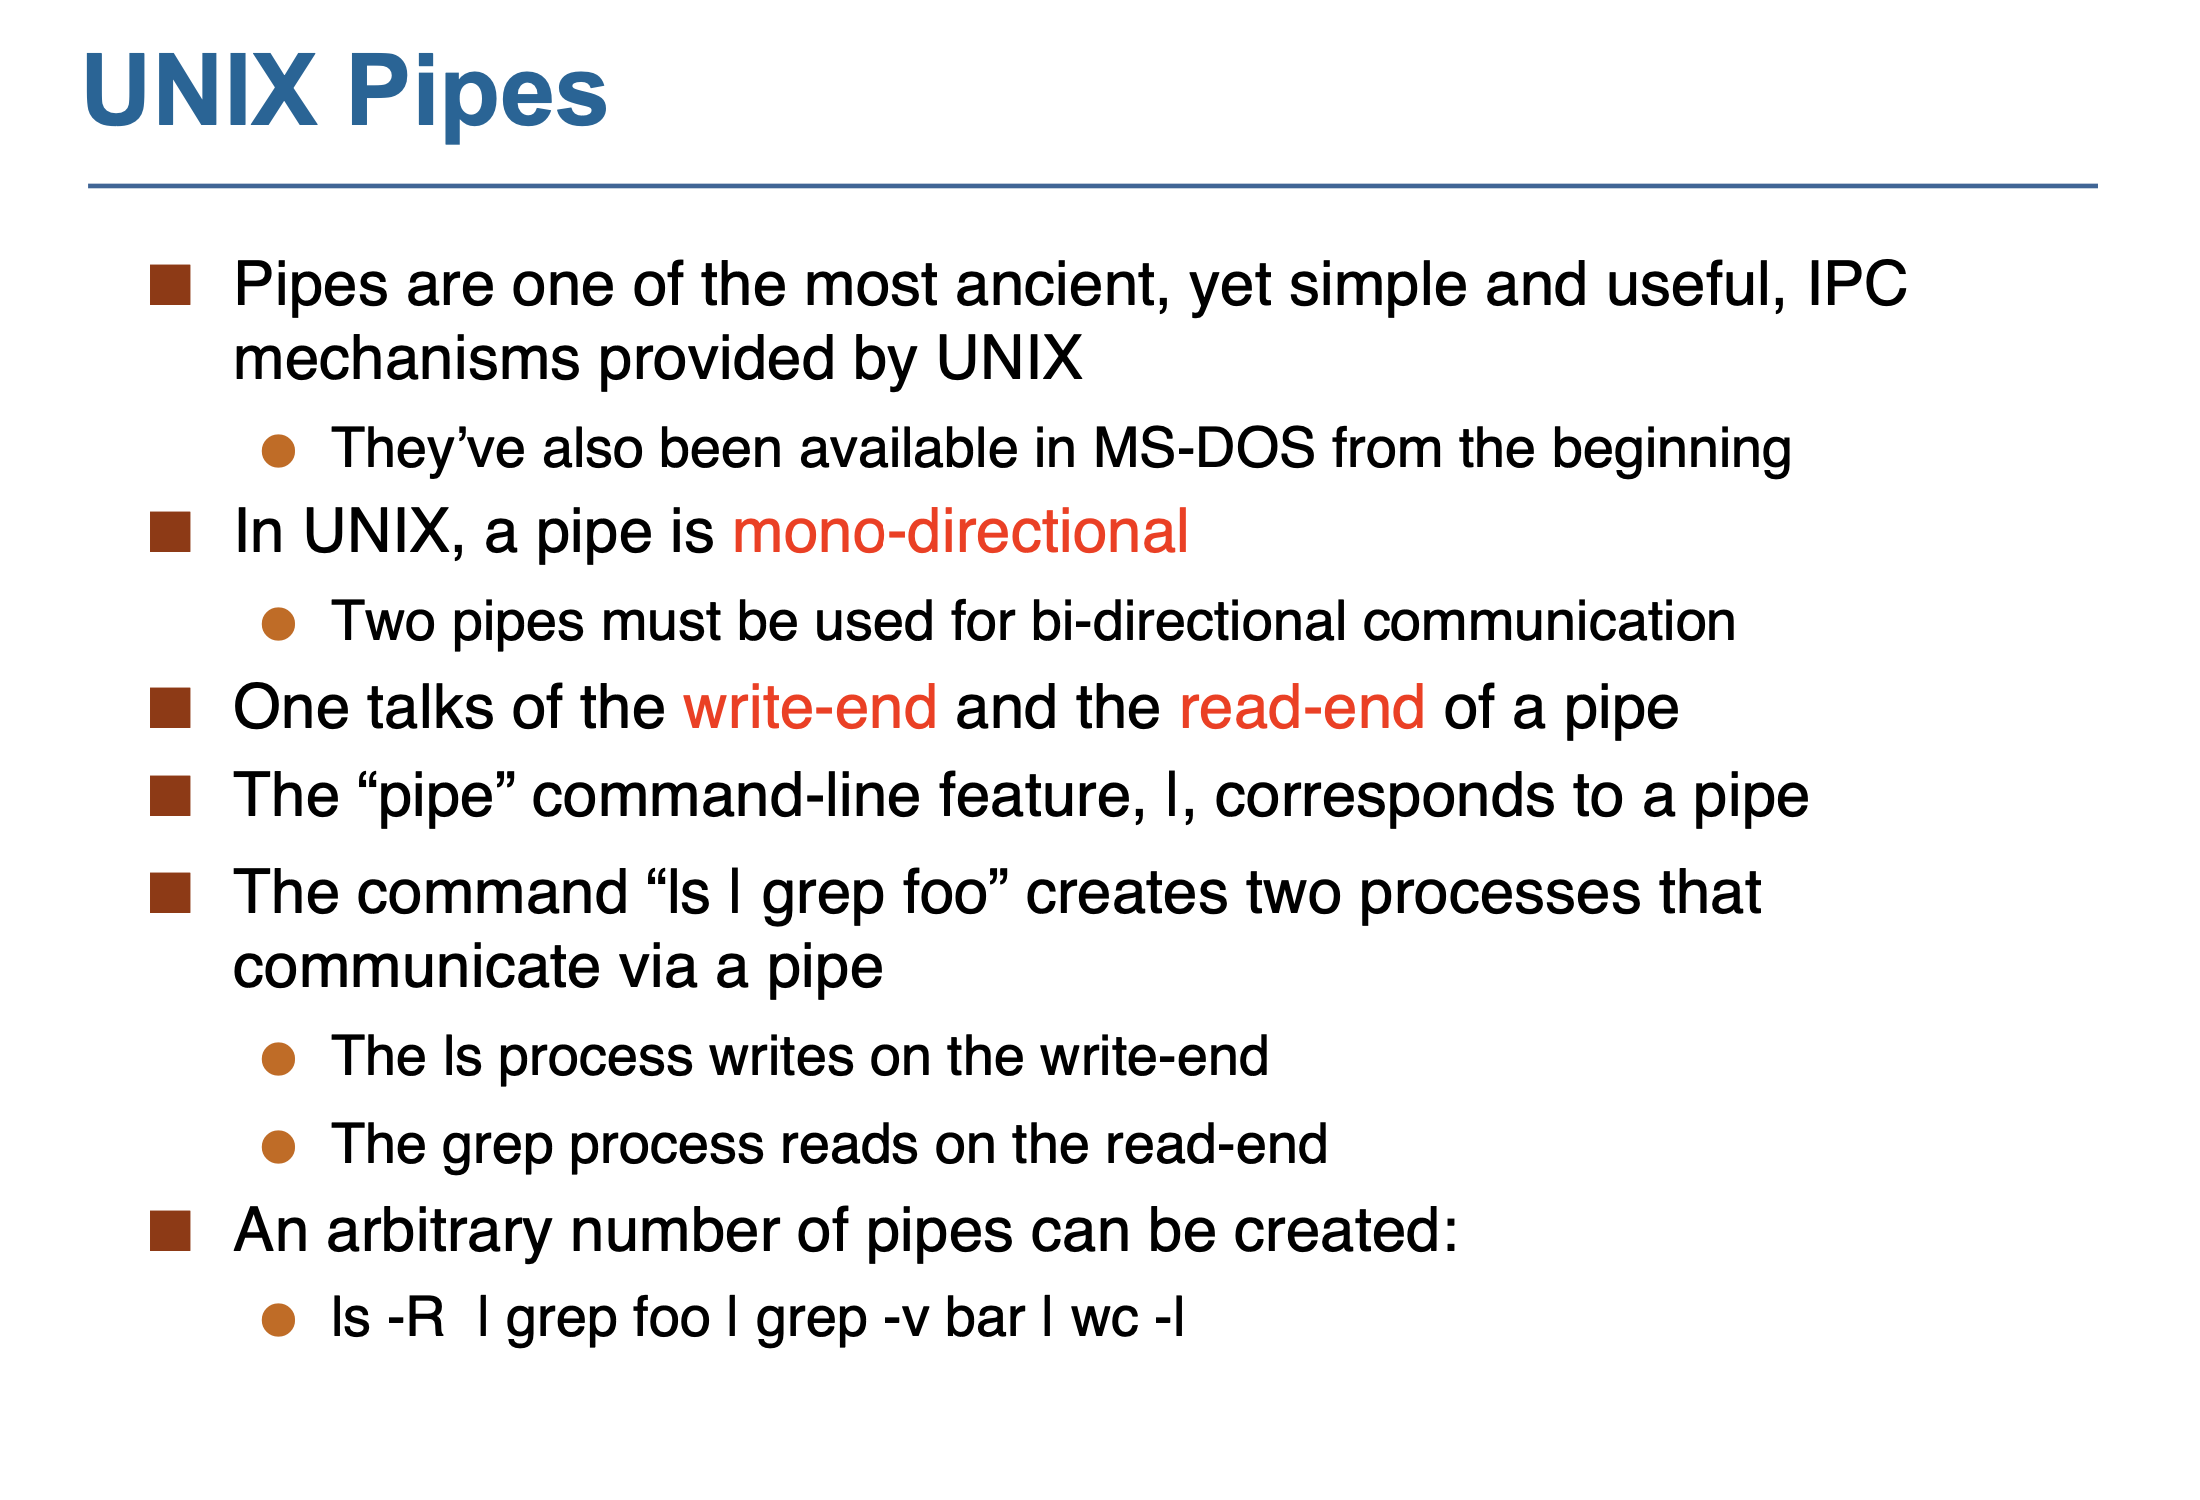 UNIX Pipes
Pipes are one of the most ancient, yet simple and useful, IPC
mechanisms provided by UNIX
They’ve also been available in MS-DOS from the beginning
In UNIX, a pipe is mono-directional
Two pipes must be used for bi-directional communication
One talks of the write-end and the read-end of a pipe
The “pipe” command-line feature, |, corresponds to a pipe
The command “ls | grep foo” creates two processes that
communicate via a pipe
The ls process writes on the write-end
The grep process reads on the read-end
An arbitrary number of pipes can be created:
ls -R  | grep foo | grep -v bar | wc -l